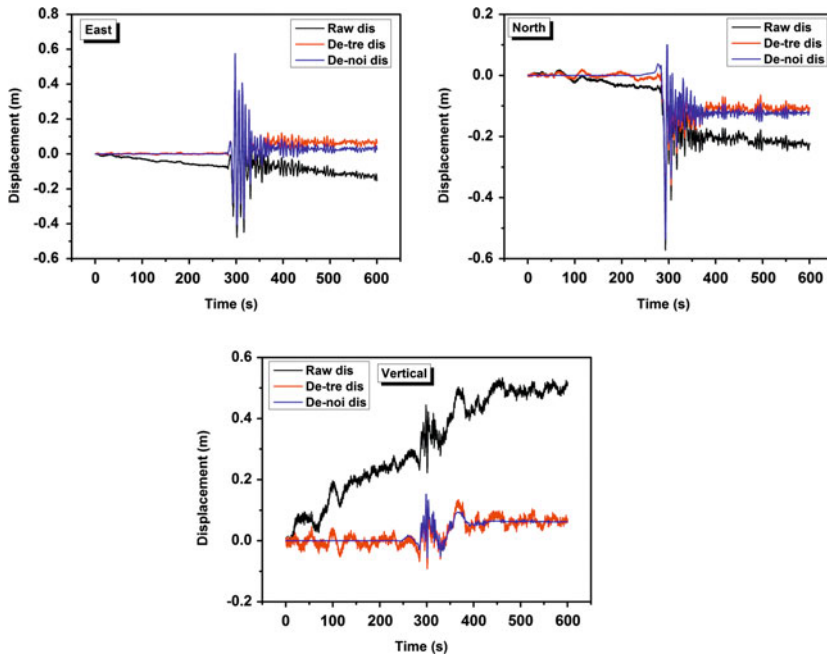 East
Raw dis
De-tre dis
De-noi dis
Displacement (m)
0.8
0.6
0.4
0.2
0.0
-0.2
-0.4
-0.6
0 100 200 300 400 500 600
Time (s)
North
Raw dis
De-tre dis
De-noi dis
Displacement (m)
0.2
0.0
-0.2
-0.4
-0.6
0 100 200 300 400 500 600
Time (s)
Raw dis
De-tre dis
De-noi dis
Vertical
Displacement (m)
0.6
0.4
0.2
0.0
-0.2
0 100 200 300 400 500 600
Time (s)